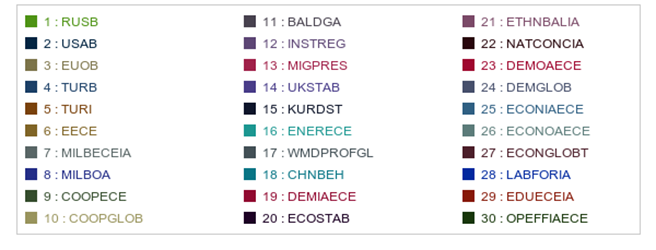 1 : RUSB
2 : USAB
3 : EUOB
4 : TURB
5 : TURI
6 : EECE
7 : MILBECEIA
8 : MILBOA
9 : COOPECE
10 : COOPGLOB
11 : BALDGA
12 : INSTREG
13 : MIGPRES
14 : UKSTAB
15 : KURDST
16 : ENERECE
17 : WMDPROFGL
18 : CHNBEH
19 : DEMIAECE
20 : ECOSTAB
21 : ETHNBALIA
22 : NATCONCIA
23 : DEMOAECE
24 : DEMGLOB
25 : ECONIAECE
26 : ECONOAECE
27 : ECONGLOBT
28 : LABFORIA
29 : EDUECEIA
30 : OPEFFIAECE